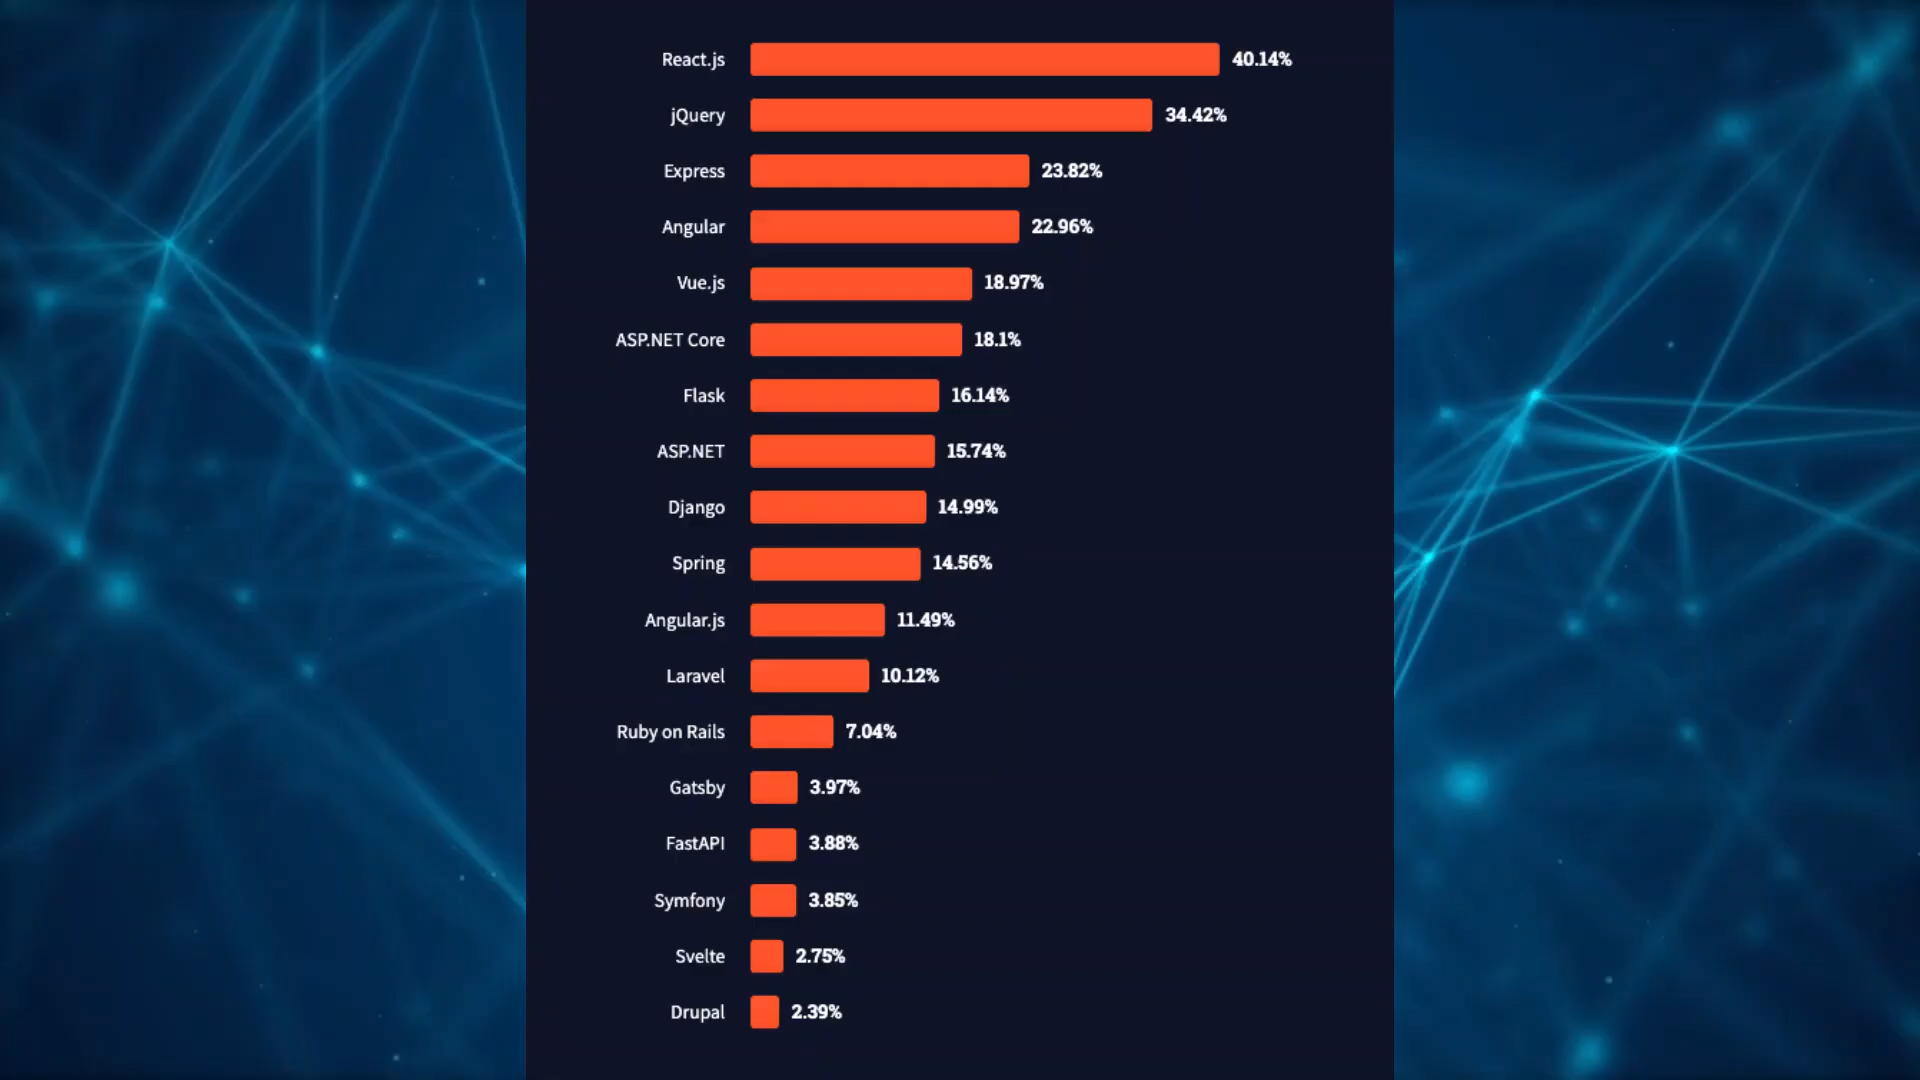 React.js 40.14%
jQuery 34.42%
Express 23.82%
Angular 22.96%
Vue.js 18.97%
ASP.NET Core 18.1%
Flask 16.14%
ASP.NET 15.74%
Django 14.99%
Spring 14.56%
Angular.js 11.49%
Laravel 10.12%
Ruby on Rails 7.04%
Gatsby 3.97%
FastAPI 3.88%
Symfony 3.85%
Svelte 2.75%
Drupal 2.39%